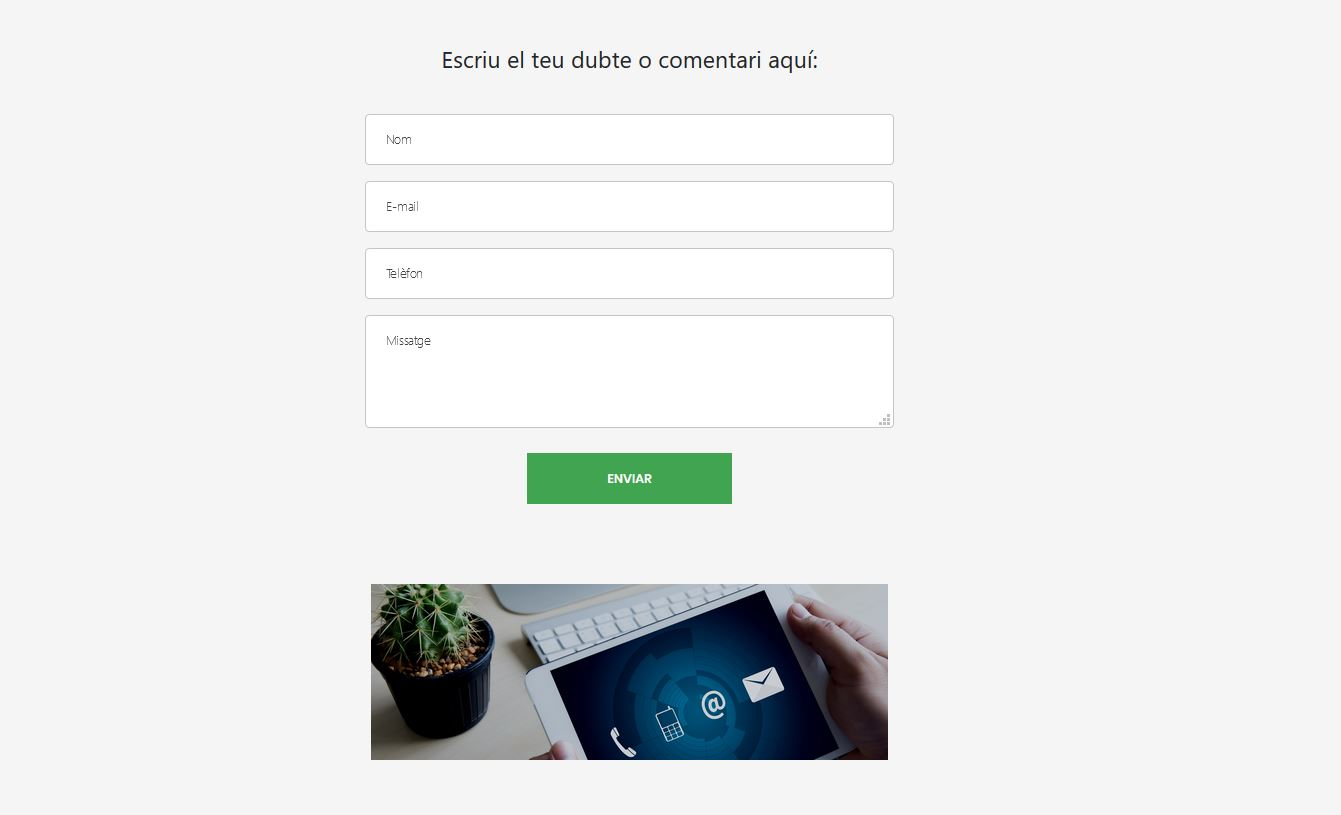 Escriu el teu dubte o comentari aquí:
Nom
E-mail
Telèfon
Missatge
ENVIAR
@